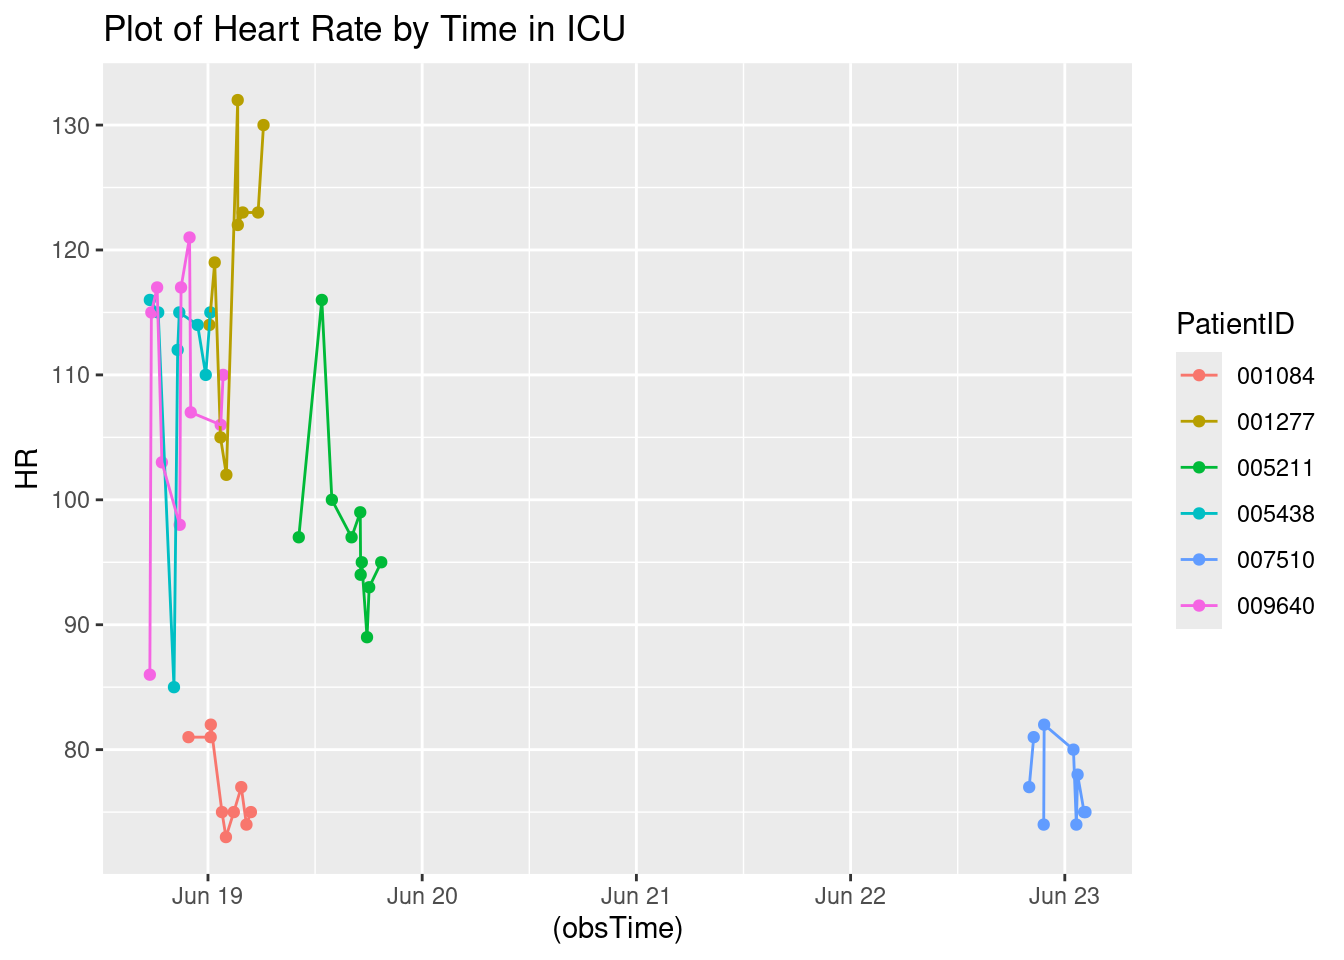 Plot of Heart Rate by Time in ICU
130
120
110
100
90
80
HR
Jun 19
Jun 20
Jun 21
Jun 22
Jun 23
(obsTime)
PatientID
001084
001277
005211
005438
007510
009640